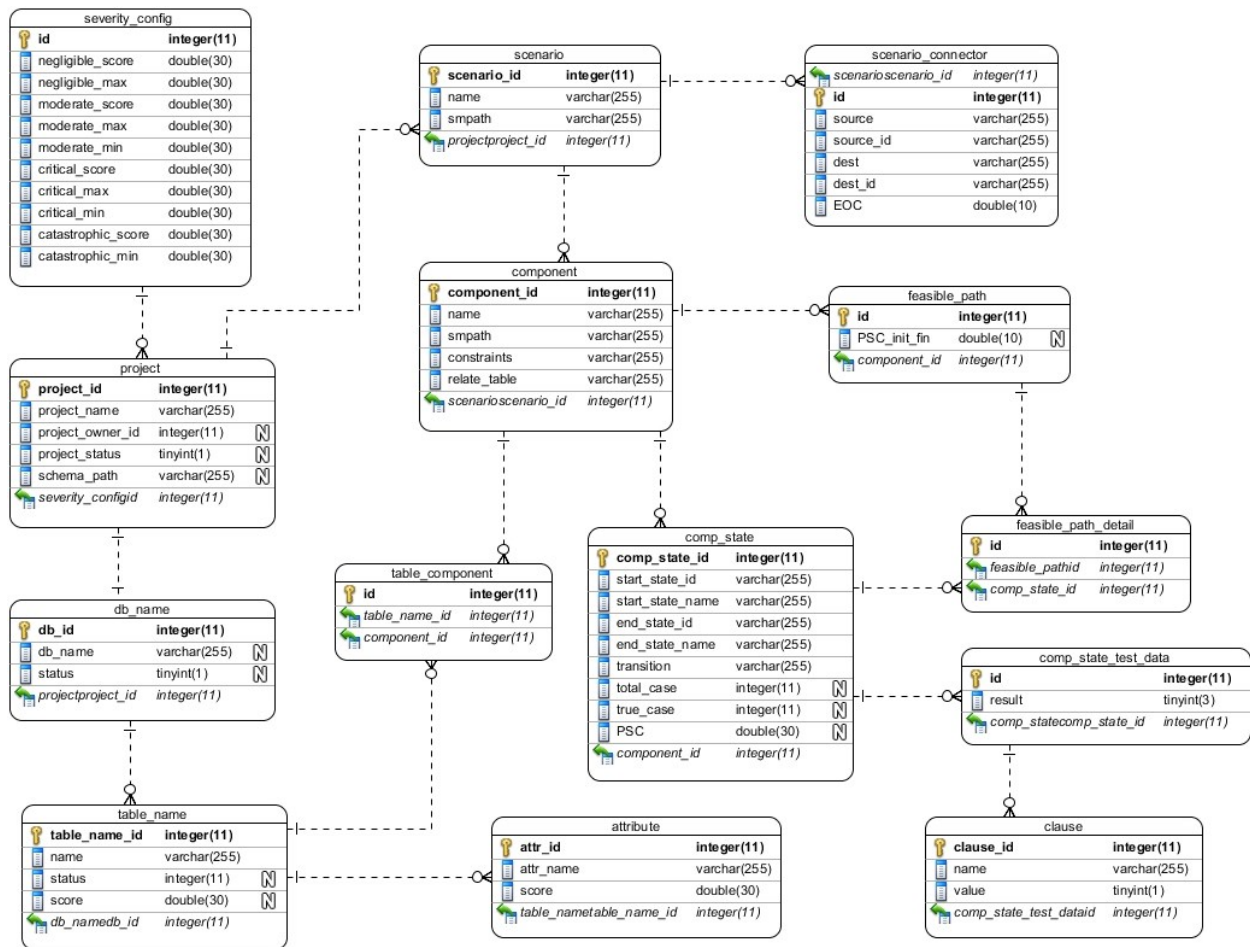 severity_config
id integer(11)
negligible_score double(30)
negligible_max double(30)
moderate_score double(30)
moderate_max double(30)
moderate_min double(30)
critical_score double(30)
critical_max double(30)
critical_min double(30)
catastrophic_score double(30)
catastrophic_min double(30)
scenario
scenario_id integer(11)
name varchar(255)
smpath varchar(255)
projectproject_id integer(11)
scenario_connector
scenarioscenario_id integer(11)
id integer(11)
source varchar(255)
source_id varchar(255)
dest varchar(255)
dest_id varchar(255)
EOC double(10)
component
component_id integer(11)
name varchar(255)
smpath varchar(255)
constraints varchar(255)
relate_table varchar(255)
scenarioscenario_id integer(11)
feasible_path
id integer(11)
PSC_init_fin double(10) N
component_id integer(11)
project
project_id integer(11)
project_name varchar(255)
project_owner_id integer(11) N
project_status tinyint(1) N
schema_path varchar(255) N
severity_configid integer(11)
feasible_path_detail
id integer(11)
feasible_pathid integer(11)
comp_state_id integer(11)
comp_state
comp_state_id integer(11)
start_state_id varchar(255)
start_state_name varchar(255)
end_state_id varchar(255)
end_state_name varchar(255)
transition varchar(255)
total_case integer(11) N
true_case integer(11) N
PSC double(30) N
component_id integer(11)
table_component
id integer(11)
table_name_id integer(11)
component_id integer(11)
db_name
db_id integer(11)
db_name varchar(255) N
status tinyint(1) N
projectproject_id integer(11)
comp_state_test_data
id integer(11)
result tinyint(3)
comp_statecomp_state_id integer(11)
table_name
table_name_id integer(11)
name varchar(255)
status integer(11) N
score double(30) N
db_namedb_id integer(11)
attribute
attr_id integer(11)
attr_name varchar(255)
score double(30)
table_nametable_name_id integer(11)
clause
clause_id integer(11)
name varchar(255)
value tinyint(1)
comp_state_test_dataid integer(11)